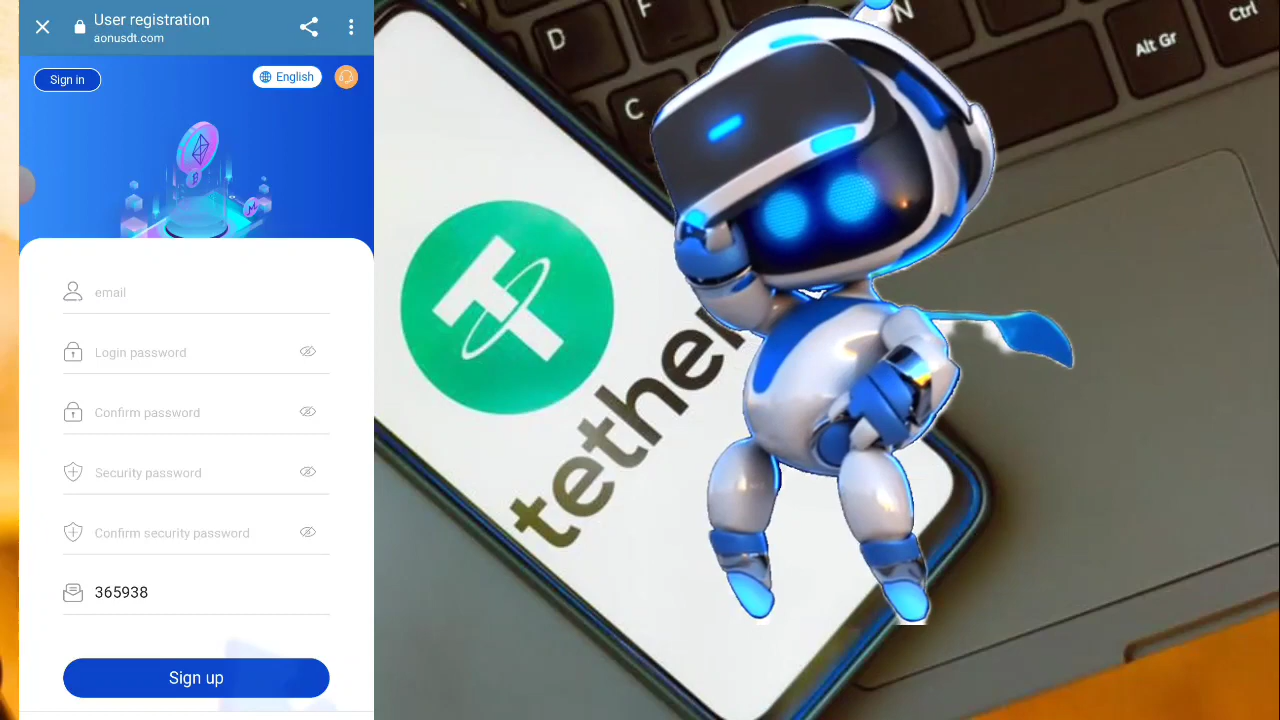 User registration
aonusdt.com
Sign in
English
email
Login password
Confirm password
Security password
Confirm security password
365938
Sign up
D
F
N
C
Alt Gr
Ctrl
tether